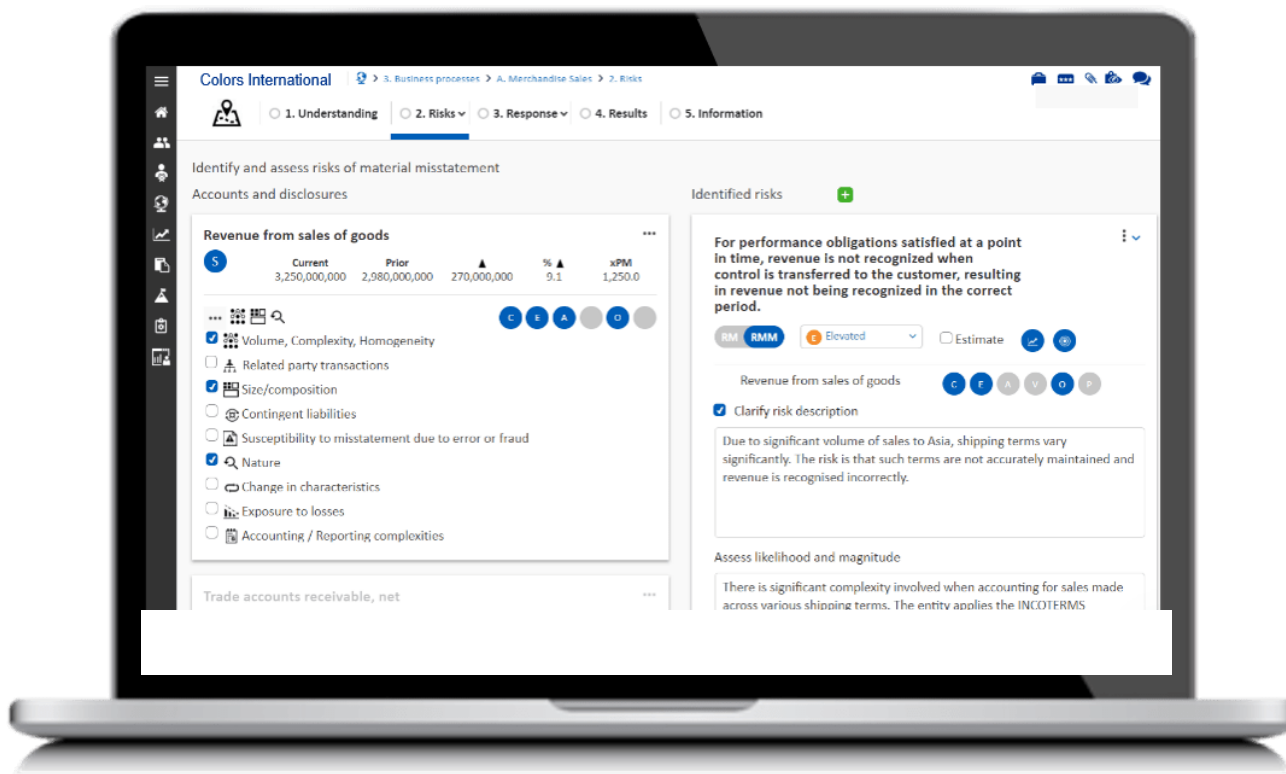 Colors International
3. Business processes > A. Merchandise Sales > 2. Risks
1. Understanding
2. Risks
3. Response
4. Results
5. Information
Identify and assess risks of material misstatement
Accounts and disclosures
Revenue from sales of goods
S
Current Prior ▲ % ▲ xPM
3,250,000,000 2,980,000,000 270,000,000 9.1 1,250.0
C E A O
Volume, Complexity, Homogeneity
Related party transactions
Size/composition
Contingent liabilities
Susceptibility to misstatement due to error or fraud
Nature
Change in characteristics
Exposure to losses
Accounting / Reporting complexities
Trade accounts receivable, net
Identified risks
For performance obligations satisfied at a point
in time, revenue is not recognized when
control is transferred to the customer, resulting
in revenue not being recognized in the correct
period.
RM RMM E Elevated Estimate
Revenue from sales of goods C E A V O P
Clarify risk description
Due to significant volume of sales to Asia, shipping terms vary
significantly. The risk is that such terms are not accurately maintained and
revenue is recognised incorrectly.
Assess likelihood and magnitude
There is significant complexity involved when accounting for sales made
across various shipping terms. The entity applies the INCOTERMS